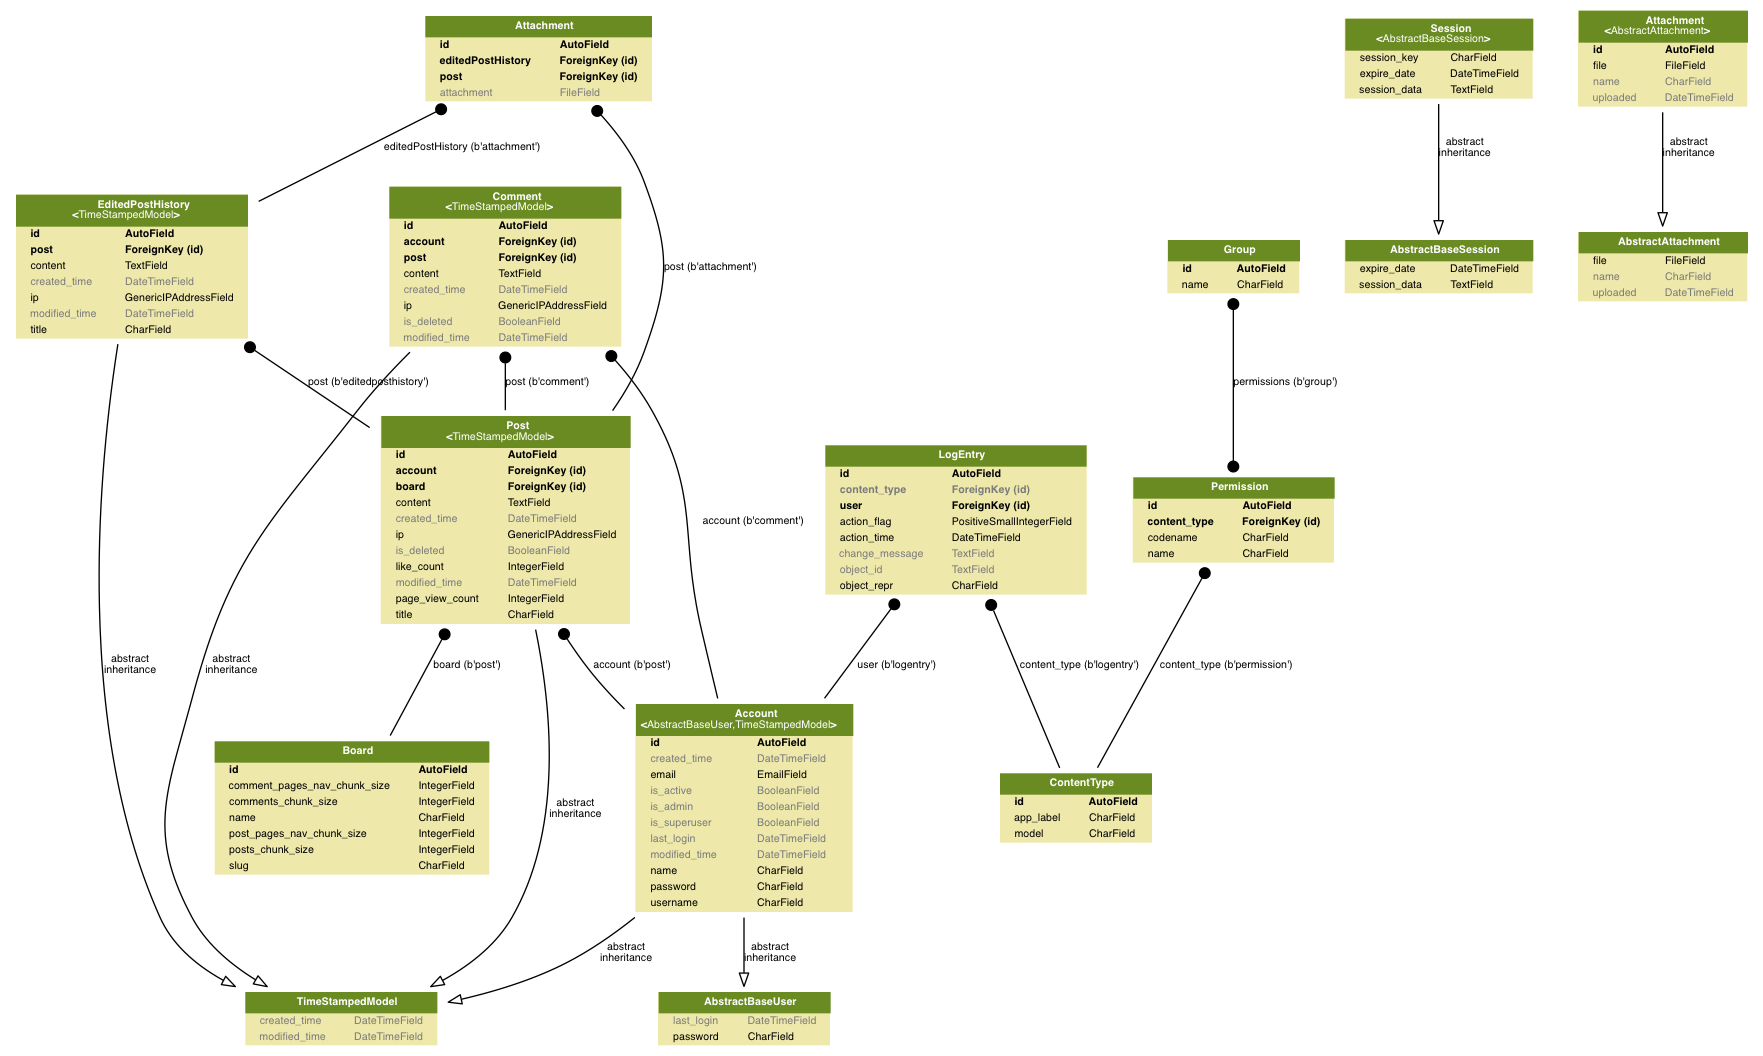 Attachment
id AutoField
editedPostHistory ForeignKey (id)
post ForeignKey (id)
attachment FileField
editedPostHistory (b'attachment')
post (b'attachment')
EditedPostHistory
<TimeStampedModel>
id AutoField
post ForeignKey (id)
content TextField
created_time DateTimeField
ip GenericIPAddressField
modified_time DateTimeField
title CharField
Comment
<TimeStampedModel>
id AutoField
account ForeignKey (id)
post ForeignKey (id)
content TextField
created_time DateTimeField
ip GenericIPAddressField
is_deleted BooleanField
modified_time DateTimeField
post (b'editedposthistory')
post (b'comment')
account (b'comment')
Post
<TimeStampedModel>
id AutoField
account ForeignKey (id)
board ForeignKey (id)
content TextField
created_time DateTimeField
ip GenericIPAddressField
is_deleted BooleanField
like_count IntegerField
modified_time DateTimeField
page_view_count IntegerField
title CharField
abstract
inheritance
abstract
inheritance
board (b'post')
account (b'post')
abstract
inheritance
Board
id AutoField
comment_pages_nav_chunk_size IntegerField
comments_chunk_size IntegerField
name CharField
post_pages_nav_chunk_size IntegerField
posts_chunk_size IntegerField
slug CharField
Account
<AbstractBaseUser,TimeStampedModel>
id AutoField
created_time DateTimeField
email EmailField
is_active BooleanField
is_admin BooleanField
is_superuser BooleanField
last_login DateTimeField
modified_time DateTimeField
name CharField
password CharField
username CharField
abstract
inheritance
abstract
inheritance
TimeStampedModel
created_time DateTimeField
modified_time DateTimeField
AbstractBaseUser
last_login DateTimeField
password CharField
LogEntry
id AutoField
content_type ForeignKey (id)
user ForeignKey (id)
action_flag PositiveSmallIntegerField
action_time DateTimeField
change_message TextField
object_id TextField
object_repr CharField
user (b'logentry')
content_type (b'logentry')
content_type (b'permission')
ContentType
id AutoField
app_label CharField
model CharField
Group
id AutoField
name CharField
permissions (b'group')
Permission
id AutoField
content_type ForeignKey (id)
codename CharField
name CharField
Session
<AbstractBaseSession>
session_key CharField
expire_date DateTimeField
session_data TextField
abstract
inheritance
AbstractBaseSession
expire_date DateTimeField
session_data TextField
Attachment
<AbstractAttachment>
id AutoField
file FileField
name CharField
uploaded DateTimeField
abstract
inheritance
AbstractAttachment
file FileField
name CharField
uploaded DateTimeField